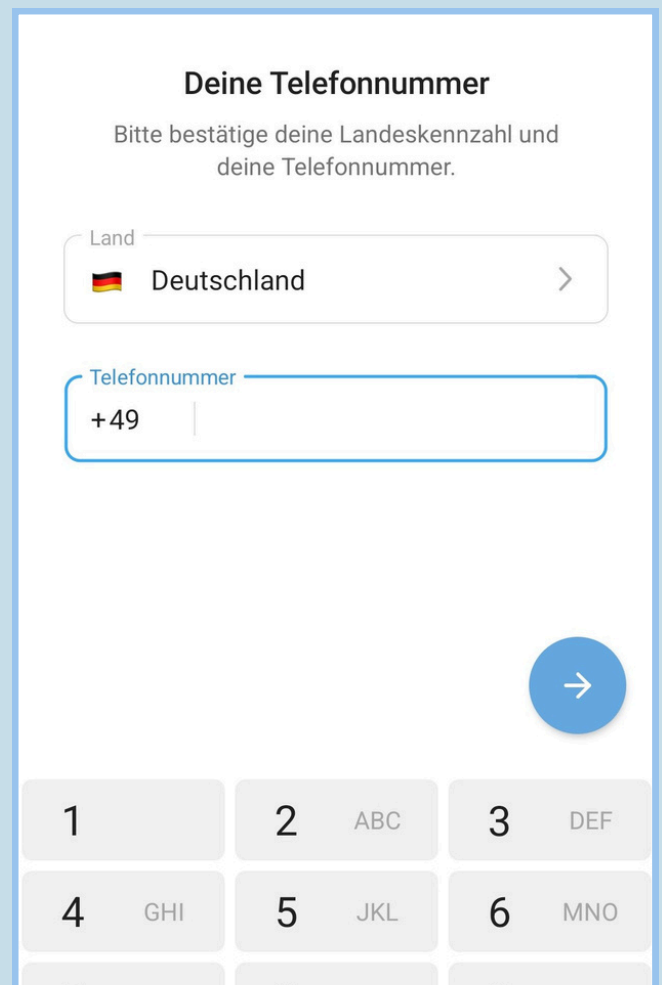 Deine Telefonnummer
Bitte bestätige deine Landeskennzahl und
deine Telefonnummer.
Land
Deutschland
Telefonnummer
+49
1 2 ABC 3 DEF
4 GHI 5 JKL 6 MNO